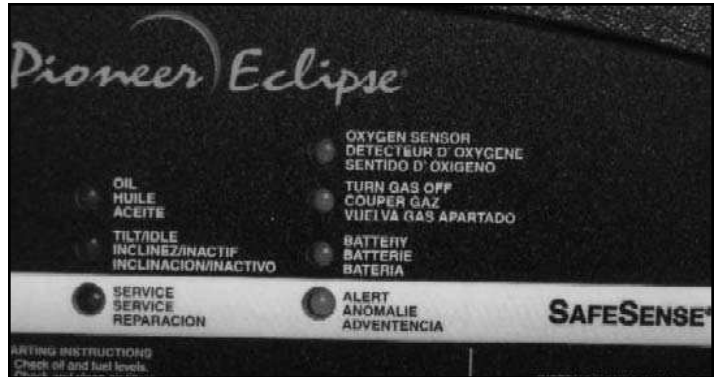 Pioneer Eclipse
OXYGEN SENSOR
DETECTEUR D' OXYGENE
SENTIDO D' OXIGENO
OIL
HUILE
ACEITE
TURN GAS OFF
COUPER GAZ
VUELVA GAS APARTADO
TILT/IDLE
INCLINEZ/INACTIF
INCLINACION/INACTIVO
BATTERY
BATTERIE
BATERIA
SERVICE
SERVICE
REPARACION
ALERT
ANOMALIE
ADVENTENCIA
SAFESENSE
ARTING INSTRUCTIONS
Check oil and fuel levels.